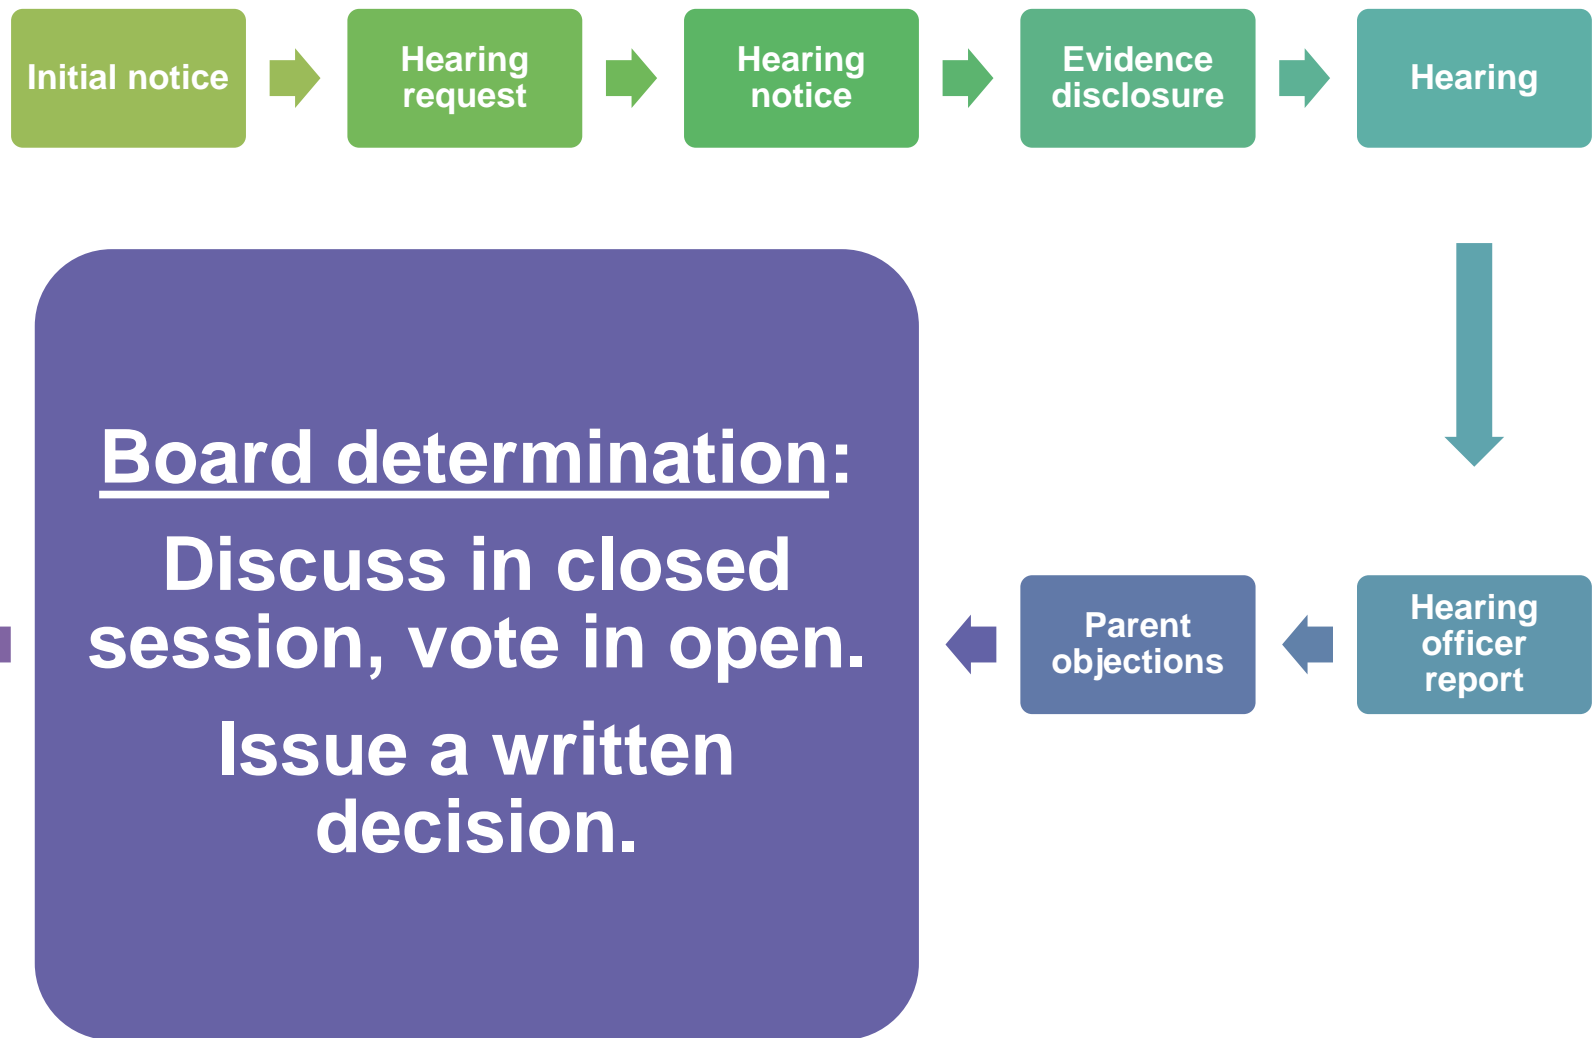 Initial notice
Hearing
request
Hearing
notice
Evidence
disclosure
Hearing
Hearing
officer
report
Parent
objections
Board determination:
Discuss in closed
session, vote in open.
Issue a written
decision.